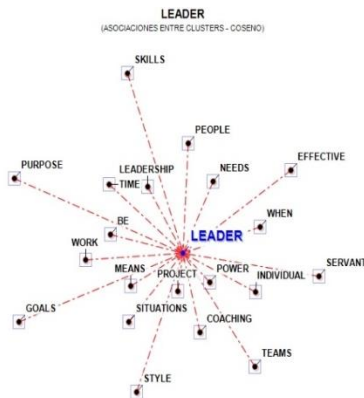 LEADER
(ASOCIACIONES ENTRE CLUSTERS - COSENO)
SKILLS
PEOPLE
PURPOSE
LEADERSHIP
NEEDS
EFFECTIVE
TIME
BE
WHEN
LEADER
WORK
MEANS
PROJECT
POWER
INDIVIDUAL
SERVANT
GOALS
SITUATIONS
COACHING
TEAMS
STYLE